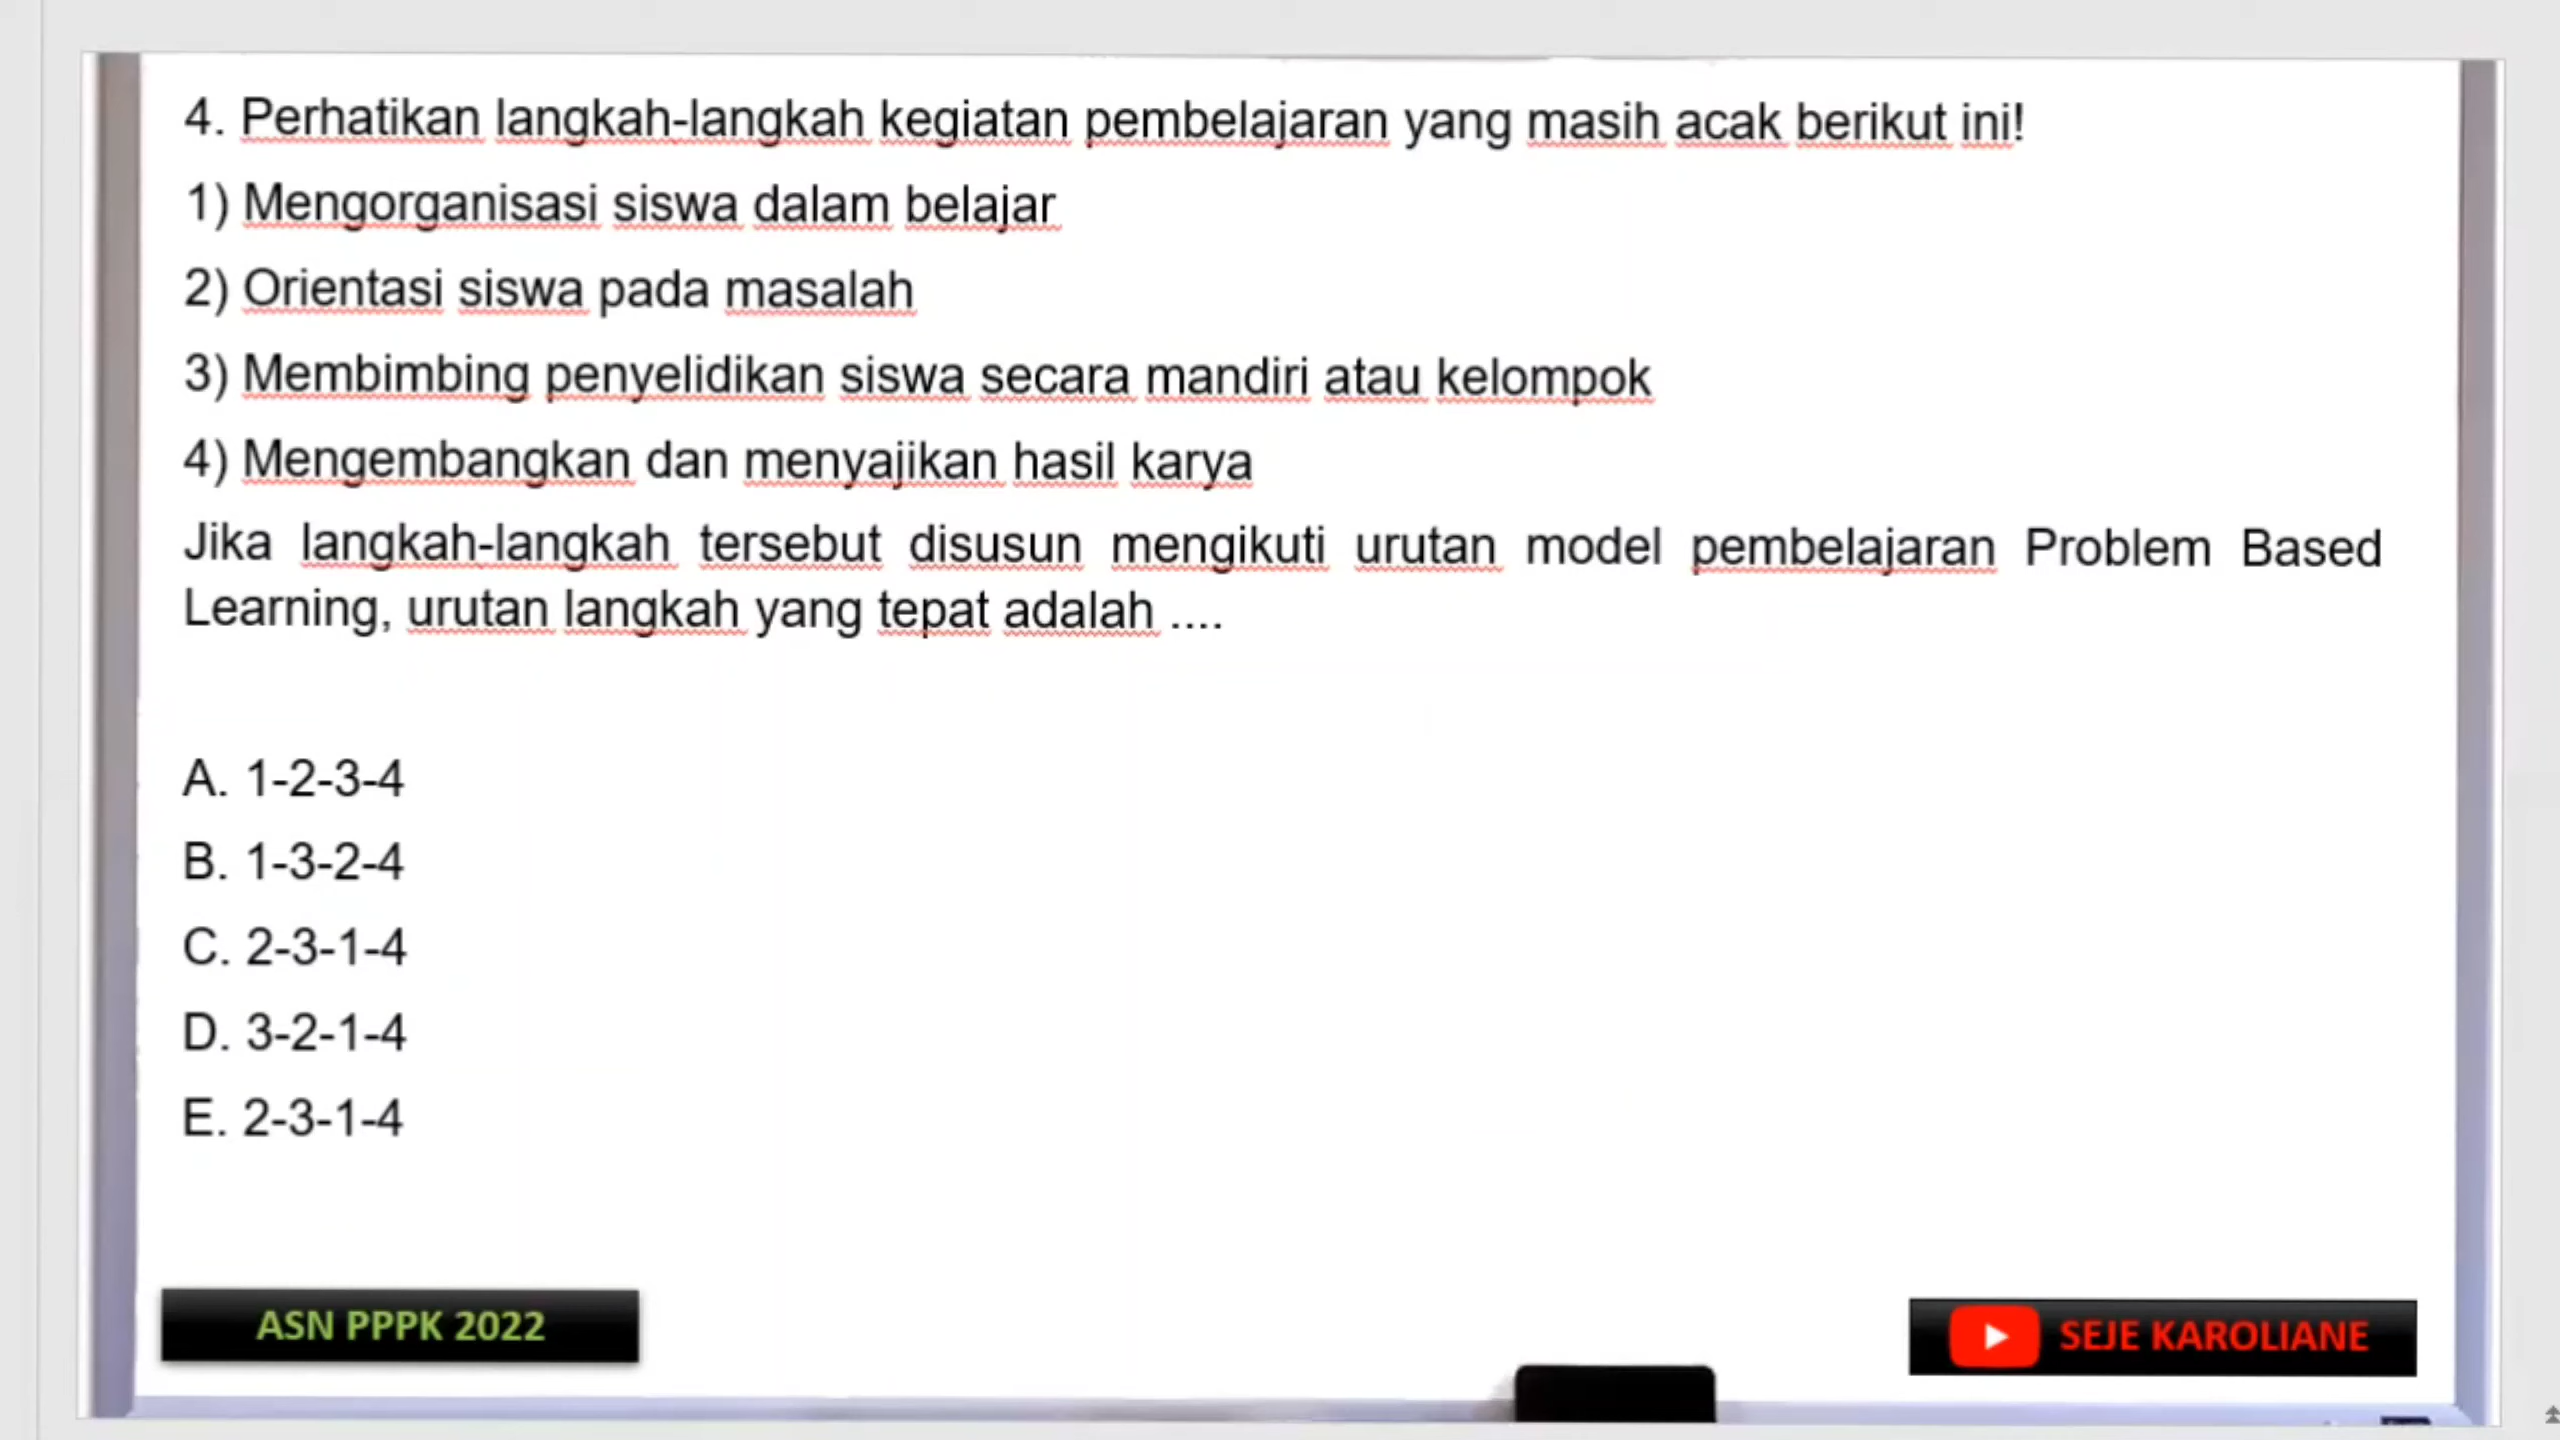 4. Perhatikan langkah-langkah kegiatan pembelajaran yang masih acak berikut ini!
1) Mengorganisasi siswa dalam belajar
2) Orientasi siswa pada masalah
3) Membimbing penyelidikan siswa secara mandiri atau kelompok
4) Mengembangkan dan menyajikan hasil karya
Jika langkah-langkah tersebut disusun mengikuti urutan model pembelajaran Problem Based
Learning, urutan langkah yang tepat adalah ....
A. 1-2-3-4
B. 1-3-2-4
C. 2-3-1-4
D. 3-2-1-4
E. 2-3-1-4
ASN PPPK 2022
SEJE KAROLIANE